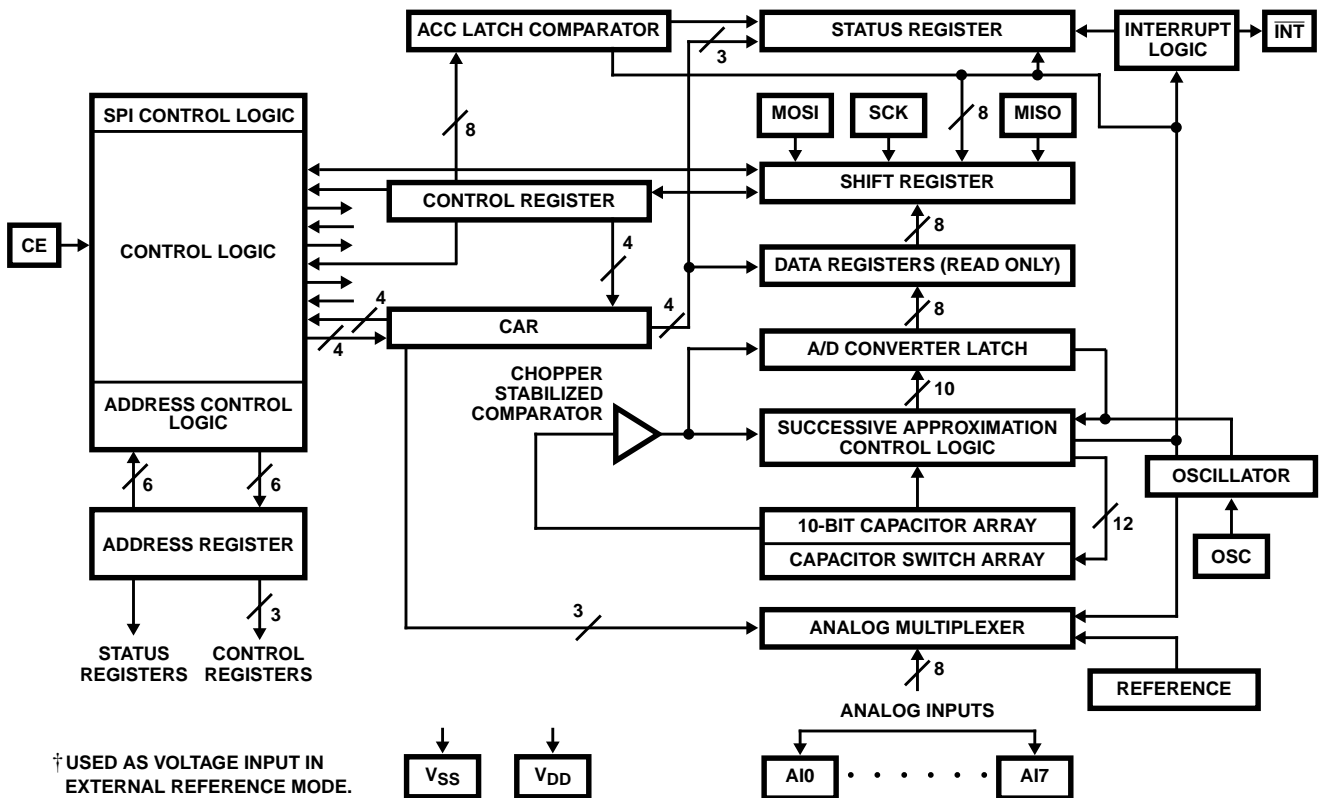 ACC LATCH COMPARATOR
3
STATUS REGISTER
INTERRUPT
LOGIC
INT
SPI CONTROL LOGIC
8
MOSI
SCK
8
MISO
SHIFT REGISTER
CONTROL REGISTER
CE
CONTROL LOGIC
4
8
DATA REGISTERS (READ ONLY)
4
4
CAR
4
8
A/D CONVERTER LATCH
CHOPPER
STABILIZED
COMPARATOR
10
ADDRESS CONTROL
LOGIC
SUCCESSIVE APPROXIMATION
CONTROL LOGIC
6
6
OSCILLATOR
12
10-BIT CAPACITOR ARRAY
CAPACITOR SWITCH ARRAY
ADDRESS REGISTER
OSC
3
3
ANALOG MULTIPLEXER
STATUS
REGISTERS
CONTROL
REGISTERS
8
REFERENCE
ANALOG INPUTS
† USED AS VOLTAGE INPUT IN
EXTERNAL REFERENCE MODE.
VSS
VDD
AI0
· · · · · · ·
AI7